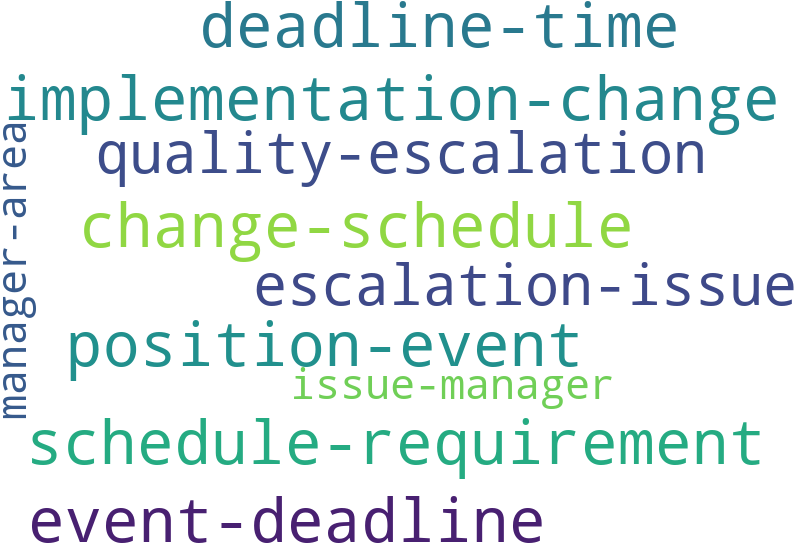 deadline-time
implementation-change
quality-escalation
manager-area
change-schedule
escalation-issue
position-event
issue-manager
schedule-requirement
event-deadline